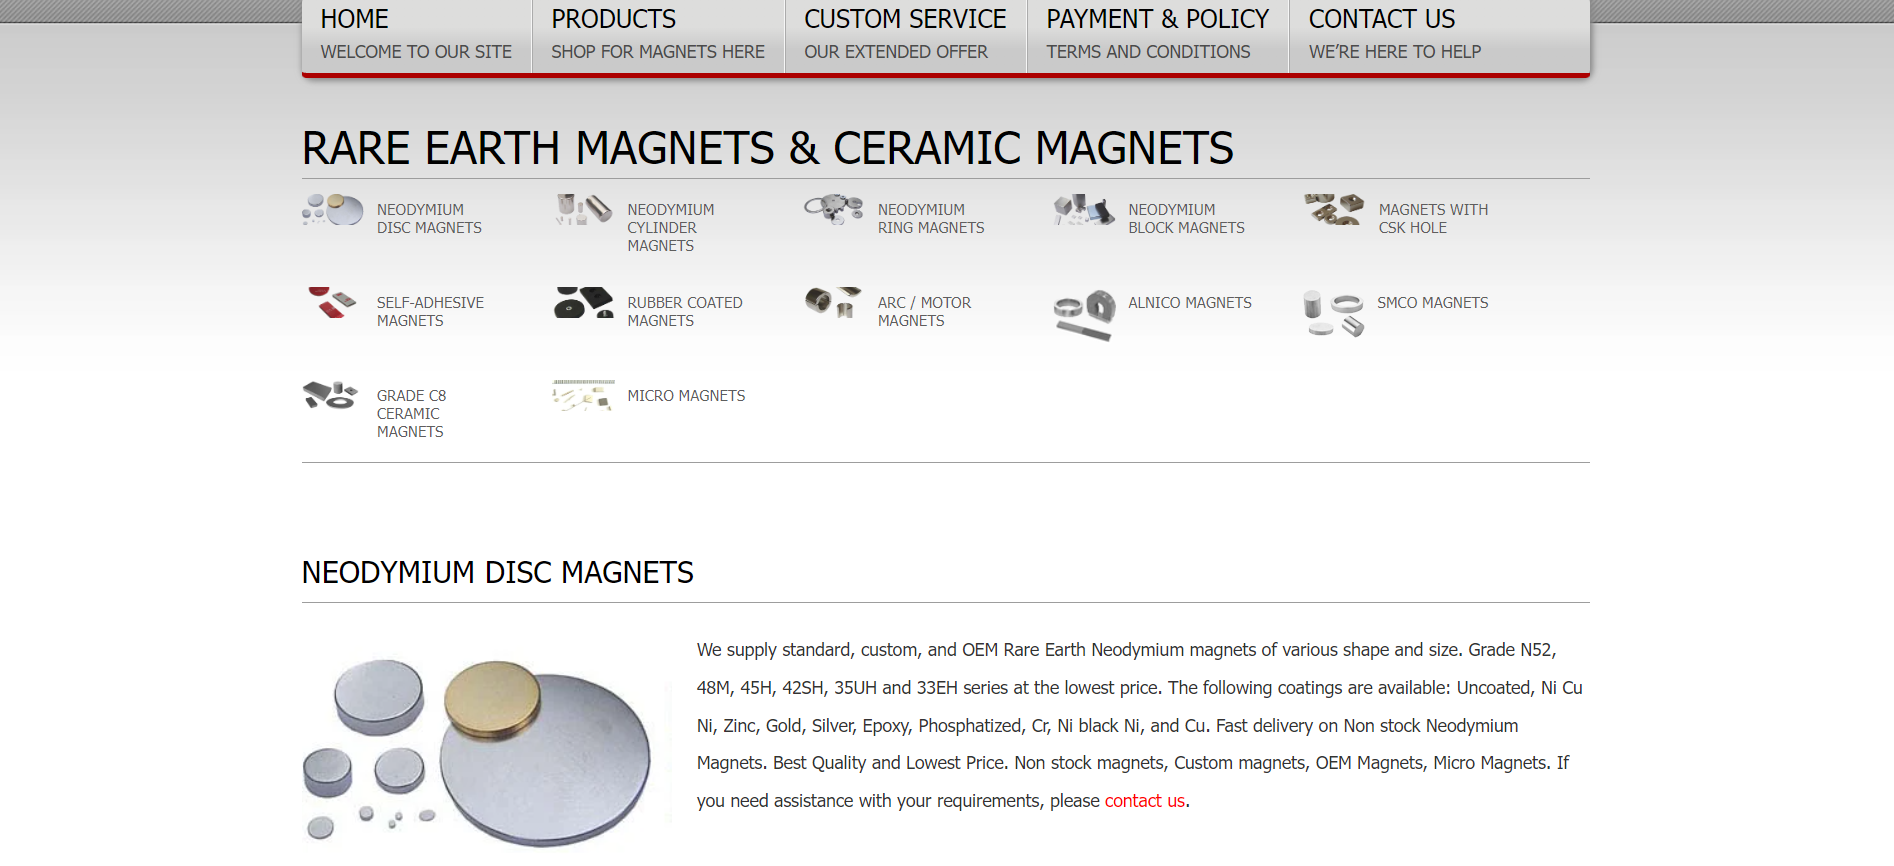 HOME
WELCOME TO OUR SITE
PRODUCTS
SHOP FOR MAGNETS HERE
CUSTOM SERVICE
OUR EXTENDED OFFER
PAYMENT & POLICY
TERMS AND CONDITIONS
CONTACT US
WE’RE HERE TO HELP
RARE EARTH MAGNETS & CERAMIC MAGNETS
NEODYMIUM
DISC MAGNETS
NEODYMIUM
CYLINDER
MAGNETS
NEODYMIUM
RING MAGNETS
NEODYMIUM
BLOCK MAGNETS
MAGNETS WITH
CSK HOLE
SELF-ADHESIVE
MAGNETS
RUBBER COATED
MAGNETS
ARC / MOTOR
MAGNETS
ALNICO MAGNETS
SMCO MAGNETS
GRADE C8
CERAMIC
MAGNETS
MICRO MAGNETS
NEODYMIUM DISC MAGNETS
We supply standard, custom, and OEM Rare Earth Neodymium magnets of various shape and size. Grade N52,
48M, 45H, 42SH, 35UH and 33EH series at the lowest price. The following coatings are available: Uncoated, Ni Cu
Ni, Zinc, Gold, Silver, Epoxy, Phosphatized, Cr, Ni black Ni, and Cu. Fast delivery on Non stock Neodymium
Magnets. Best Quality and Lowest Price. Non stock magnets, Custom magnets, OEM Magnets, Micro Magnets. If
you need assistance with your requirements, please contact us.